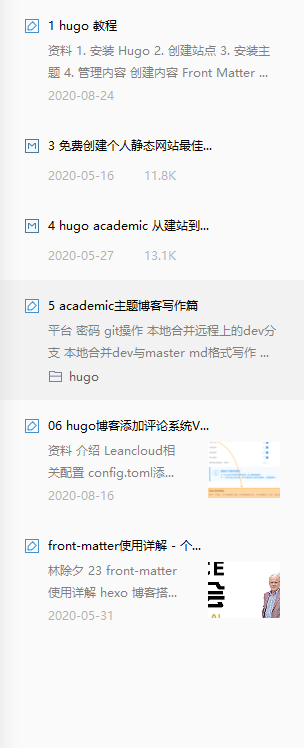 1 hugo 教程
资料 1. 安装 Hugo 2. 创建站点 3. 安装主
题 4. 管理内容 创建内容 Front Matter ...
2020-08-24
3 免费创建个人静态网站最佳...
2020-05-16 11.8K
4 hugo academic 从建站到...
2020-05-27 13.1K
5 academic主题博客写作篇
平台 密码 git操作 本地合并远程上的dev分
支 本地合并dev与master md格式写作 ...
hugo
06 hugo博客添加评论系统V...
资料 介绍 Leancloud相
关配置 config.toml添...
2020-08-16
front-matter使用详解 - 个...
林除夕 23 front-matter
使用详解 hexo 博客搭...
2020-05-31